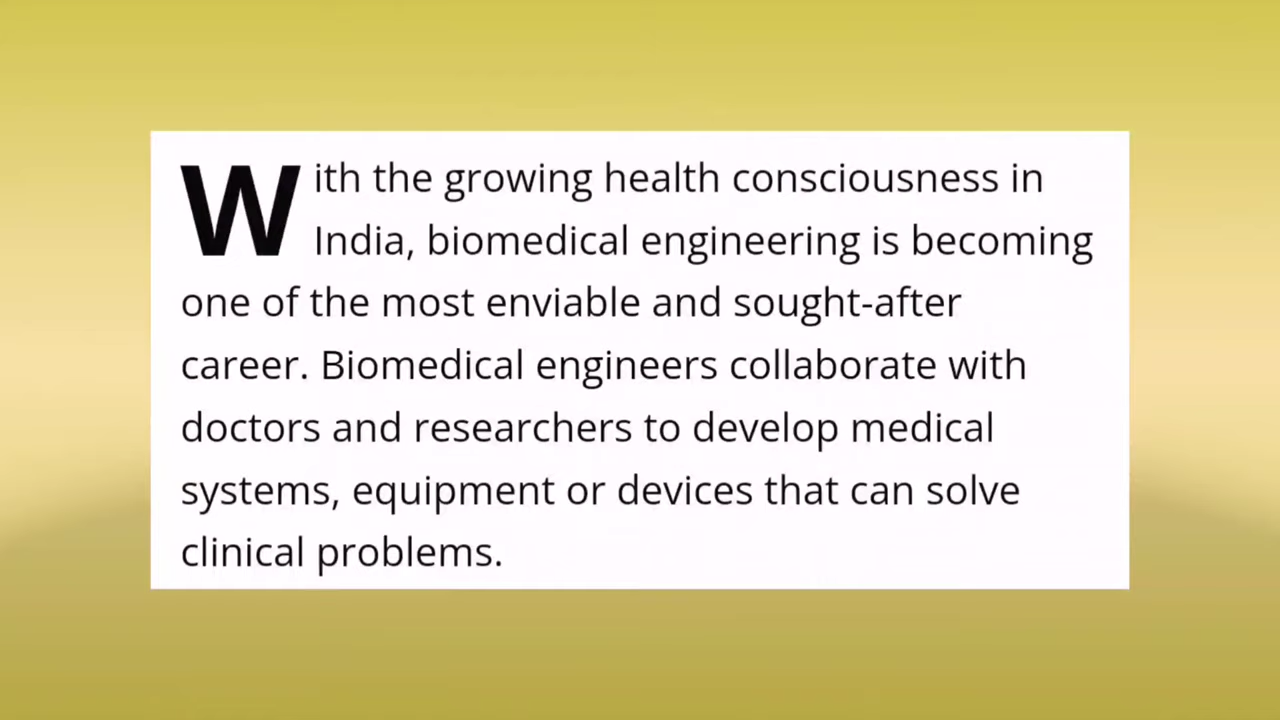 With the growing health consciousness in
India, biomedical engineering is becoming
one of the most enviable and sought-after
career. Biomedical engineers collaborate with
doctors and researchers to develop medical
systems, equipment or devices that can solve
clinical problems.